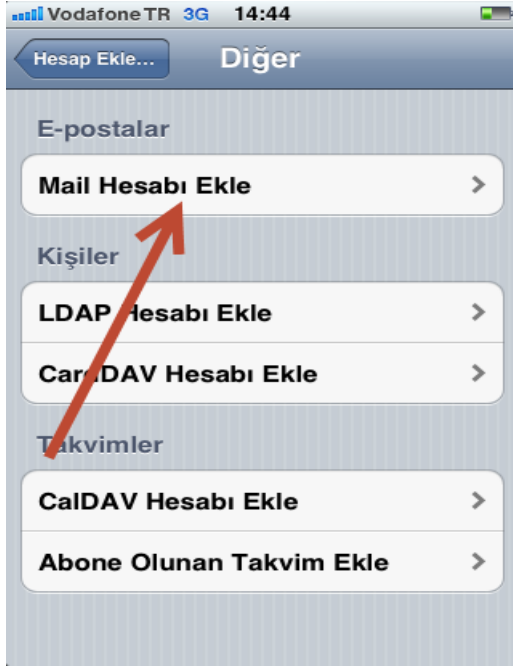 Vodafone TR 3G 14:44
Hesap Ekle... Diğer
E-postalar
Mail Hesabı Ekle
Kişiler
LDAP Hesabı Ekle
CardDAV Hesabı Ekle
Takvimler
CalDAV Hesabı Ekle
Abone Olunan Takvim Ekle